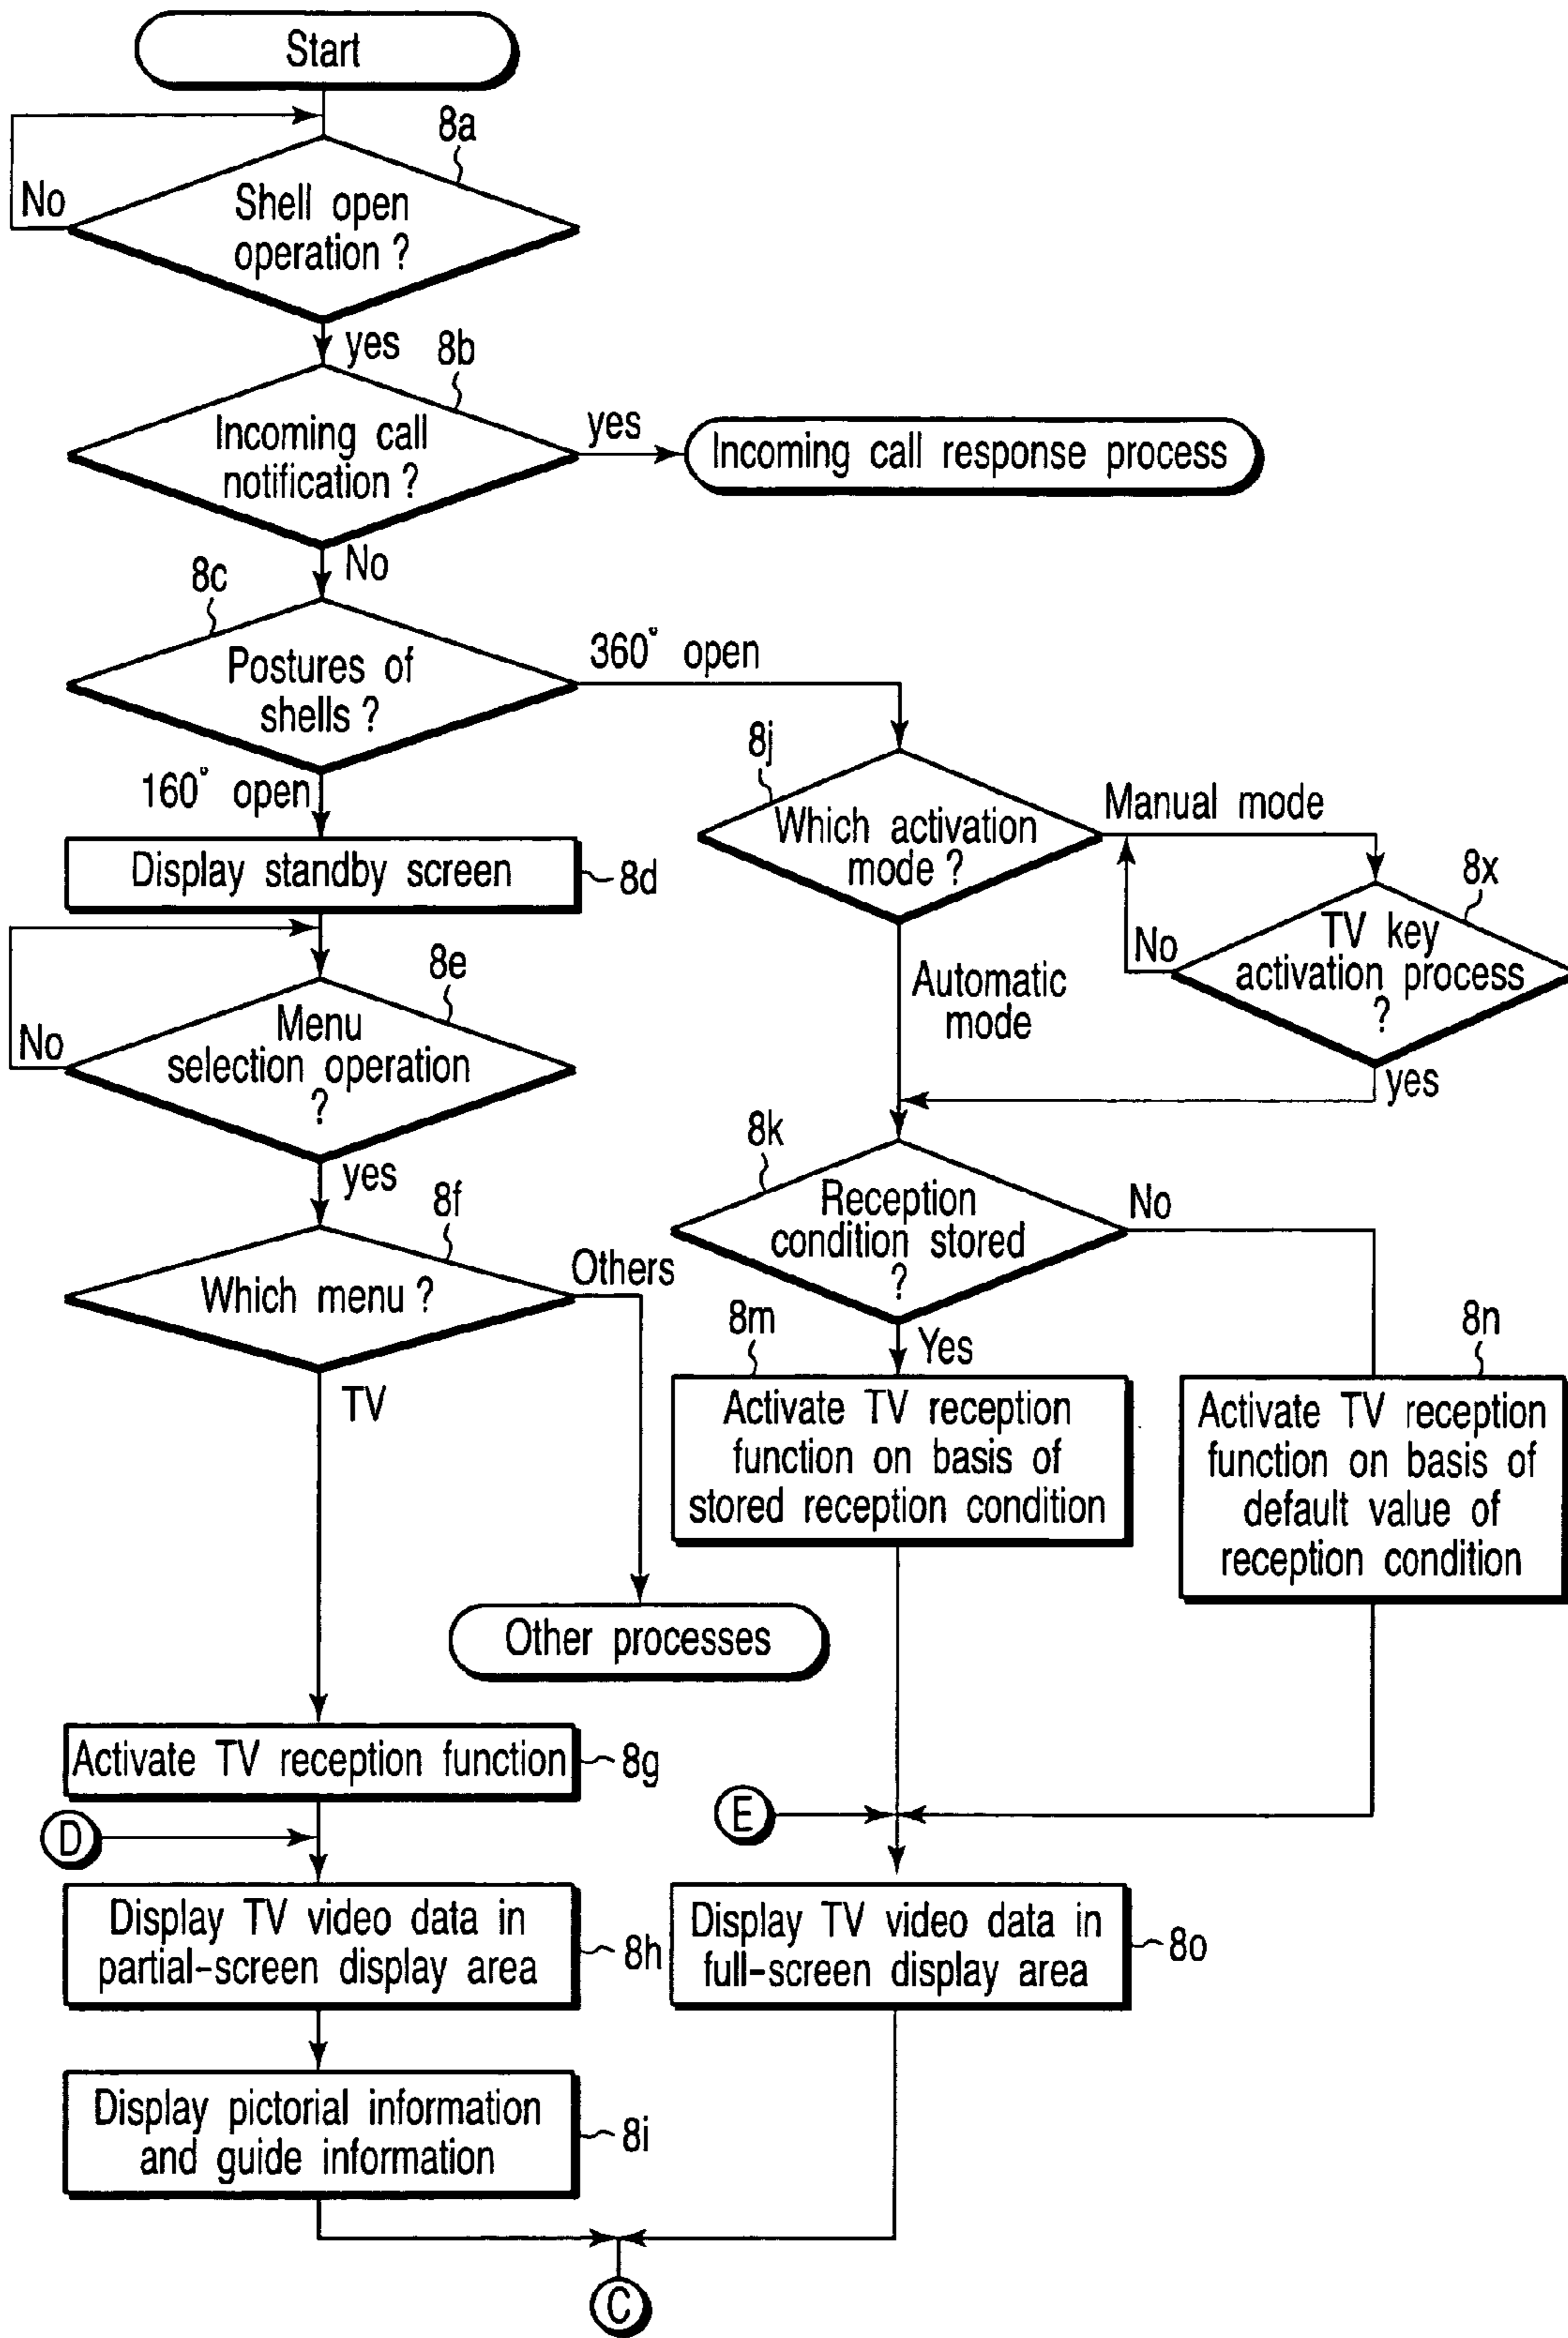 Start
8a
No
Shell open
operation ?
yes
8b
Incoming call
notification ?
yes
Incoming call response process
No
8c
Postures of
shells ?
360° open
160° open
8j
Which activation
mode ?
Manual mode
Display standby screen
8d
8x
TV key
activation process
?
No
yes
Automatic
mode
8e
Menu
selection operation
?
No
yes
8k
Reception
condition stored
?
No
Yes
8f
Which menu ?
Others
TV
8m
Activate TV reception
function on basis of
stored reception condition
8n
Activate TV reception
function on basis of
default value of
reception condition
Other processes
Activate TV reception function
8g
D
E
Display TV video data in
partial-screen display area
8h
Display TV video data in
full-screen display area
8o
Display pictorial information
and guide information
8i
C